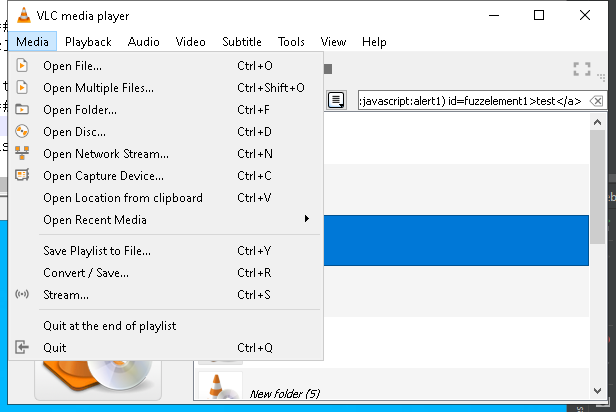 VLC media player
Media Playback Audio Video Subtitle Tools View Help
Open File... Ctrl+O
Open Multiple Files... Ctrl+Shift+O
Open Folder... Ctrl+F
Open Disc... Ctrl+D
Open Network Stream... Ctrl+N
Open Capture Device... Ctrl+C
Open Location from clipboard Ctrl+V
Open Recent Media
Save Playlist to File... Ctrl+Y
Convert / Save... Ctrl+R
Stream... Ctrl+S
Quit at the end of playlist
Quit Ctrl+Q
:javascript:alert1) id=fuzzelement1>test</a>
New folder (5)